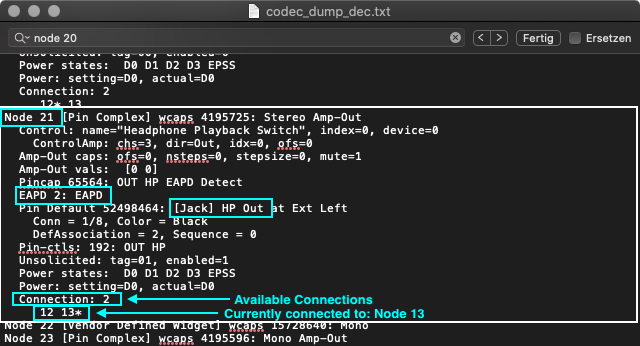 codec_dump_dec.txt
node 20
Fertig
Ersetzen
Unsolicited: tag=00, enabled=0
Power states:  D0 D1 D2 D3 EPSS
Power: setting=D0, actual=D0
Connection: 2
12* 13
Node 21 [Pin Complex] wcaps 4195725: Stereo Amp-Out
Control: name="Headphone Playback Switch", index=0, device=0
ControlAmp: chs=3, dir=Out, idx=0, ofs=0
Amp-Out caps: ofs=0, nsteps=0, stepsize=0, mute=1
Amp-Out vals:  [0 0]
Pincap 65564: OUT HP EAPD Detect
EAPD 2: EAPD
Pin Default 52498464: [Jack] HP Out at Ext Left
Conn = 1/8, Color = Black
DefAssociation = 2, Sequence = 0
Pin-ctls: 192: OUT HP
Unsolicited: tag=01, enabled=1
Power states:  D0 D1 D2 D3 EPSS
Power: setting=D0, actual=D0
Connection: 2 Available Connections
12 13* Currently connected to: Node 13
Node 22 [Vendor Defined Widget] wcaps 15728640: Mono
Node 23 [Pin Complex] wcaps 4195596: Mono Amp-Out